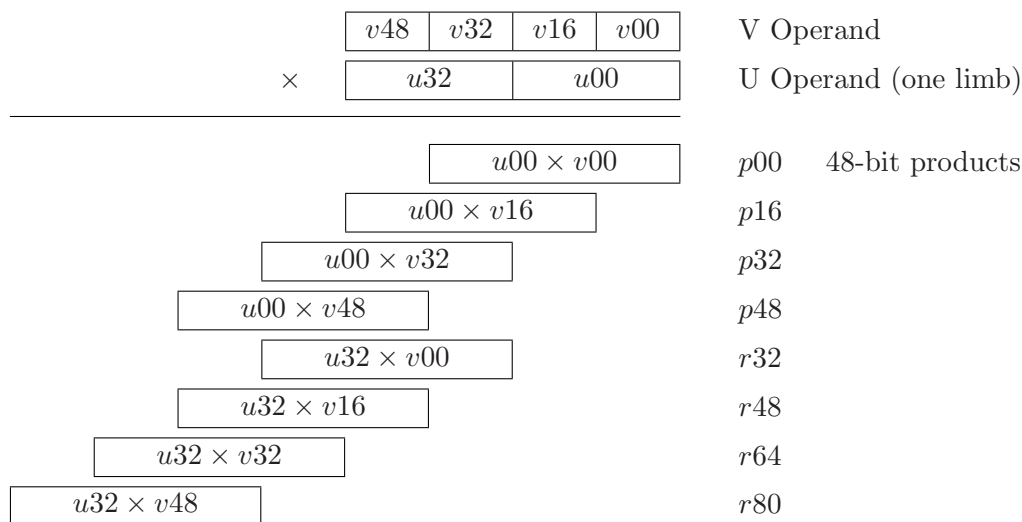 v48 v32 v16 v00 V Operand
× u32 u00 U Operand (one limb)
u00 × v00 p00 48-bit products
u00 × v16 p16
u00 × v32 p32
u00 × v48 p48
u32 × v00 r32
u32 × v16 r48
u32 × v32 r64
u32 × v48 r80